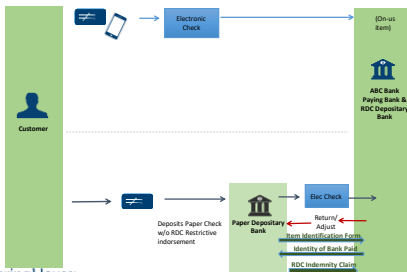 Electronic
Check
(On-us
item)
ABC Bank
Paying Bank &
RDC Depositary
Bank
Customer
Deposits Paper Check
w/o RDC Restrictive
indorsement
Paper Depositary
Bank
Elec Check
Return/
Adjust
Item Identification Form
Identity of Bank Paid
RDC Indemnity Claim